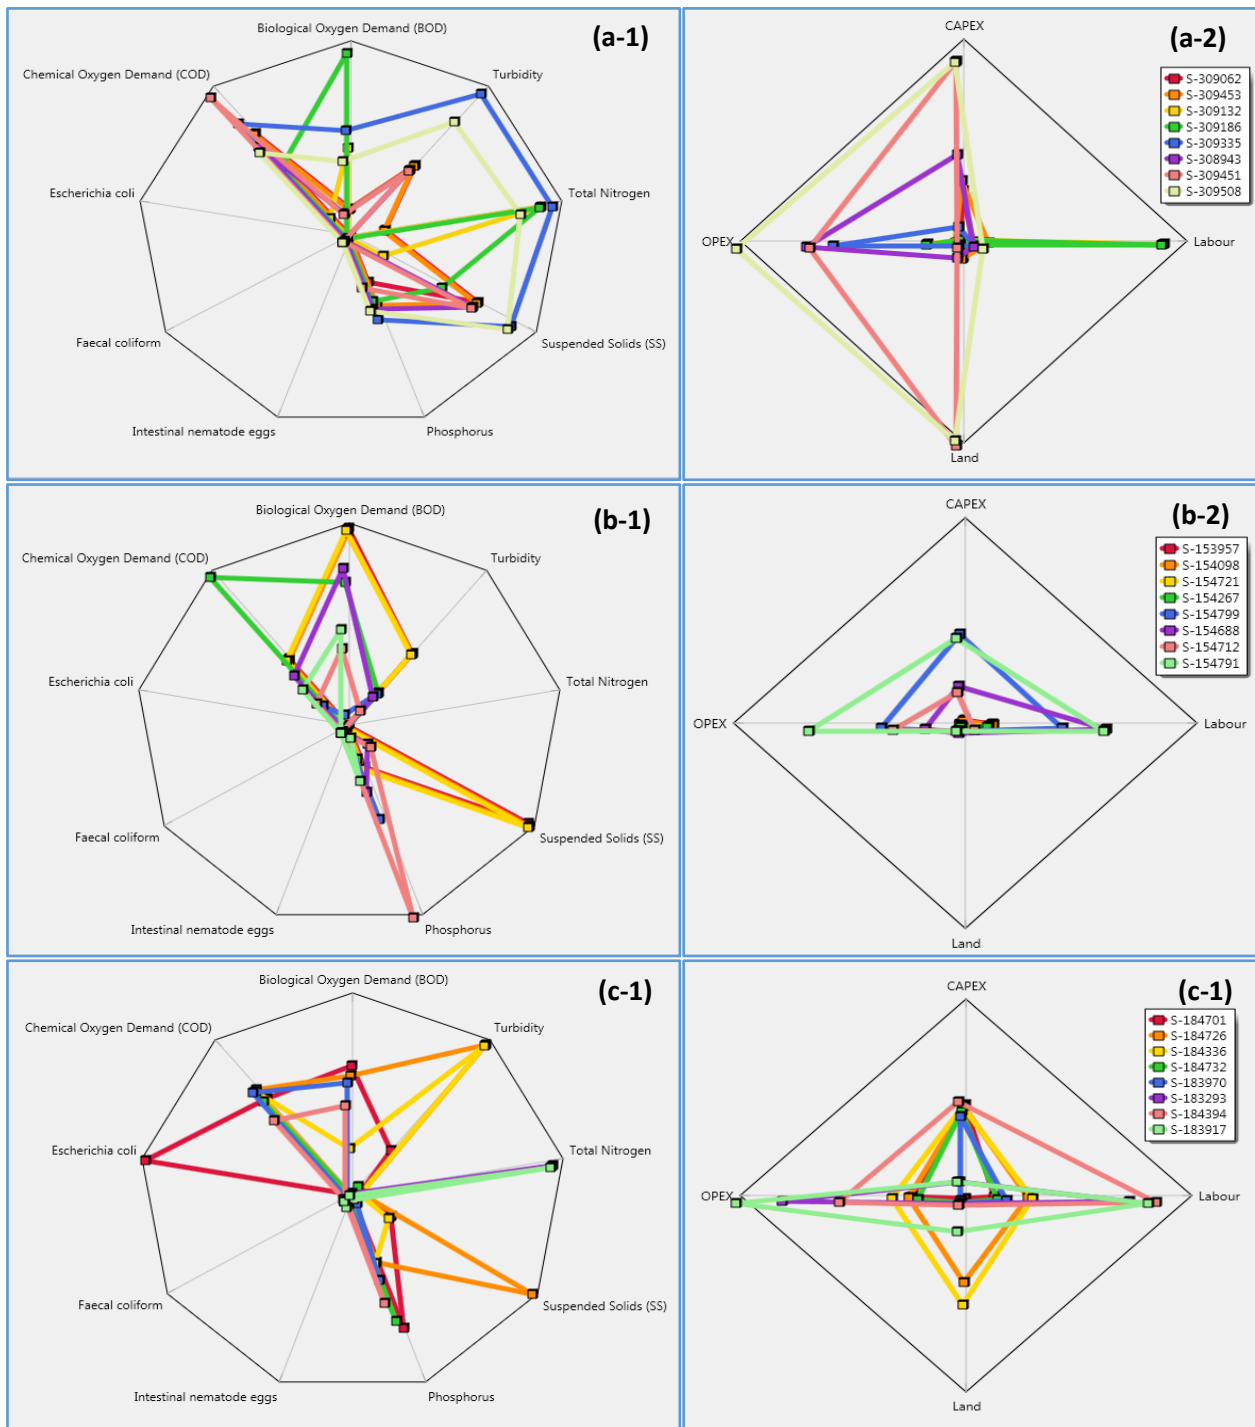 Biological Oxygen Demand (BOD)
(a-1)
Chemical Oxygen Demand (COD)
Turbidity
Escherichia coli
Total Nitrogen
Faecal coliform
Suspended Solids (SS)
Intestinal nematode eggs
Phosphorus
CAPEX
(a-2)
S-309062
S-309453
S-309132
S-309186
S-309335
S-308943
S-309451
S-309508
OPEX
Labour
Land
Biological Oxygen Demand (BOD)
(b-1)
Chemical Oxygen Demand (COD)
Turbidity
Escherichia coli
Total Nitrogen
Faecal coliform
Suspended Solids (SS)
Intestinal nematode eggs
Phosphorus
CAPEX
(b-2)
S-153957
S-154098
S-154721
S-154267
S-154799
S-154688
S-154712
S-154791
OPEX
Labour
Land
Biological Oxygen Demand (BOD)
(c-1)
Chemical Oxygen Demand (COD)
Turbidity
Escherichia coli
Total Nitrogen
Faecal coliform
Suspended Solids (SS)
Intestinal nematode eggs
Phosphorus
CAPEX
(c-1)
S-184701
S-184726
S-184336
S-184732
S-183970
S-183293
S-184394
S-183917
OPEX
Labour
Land